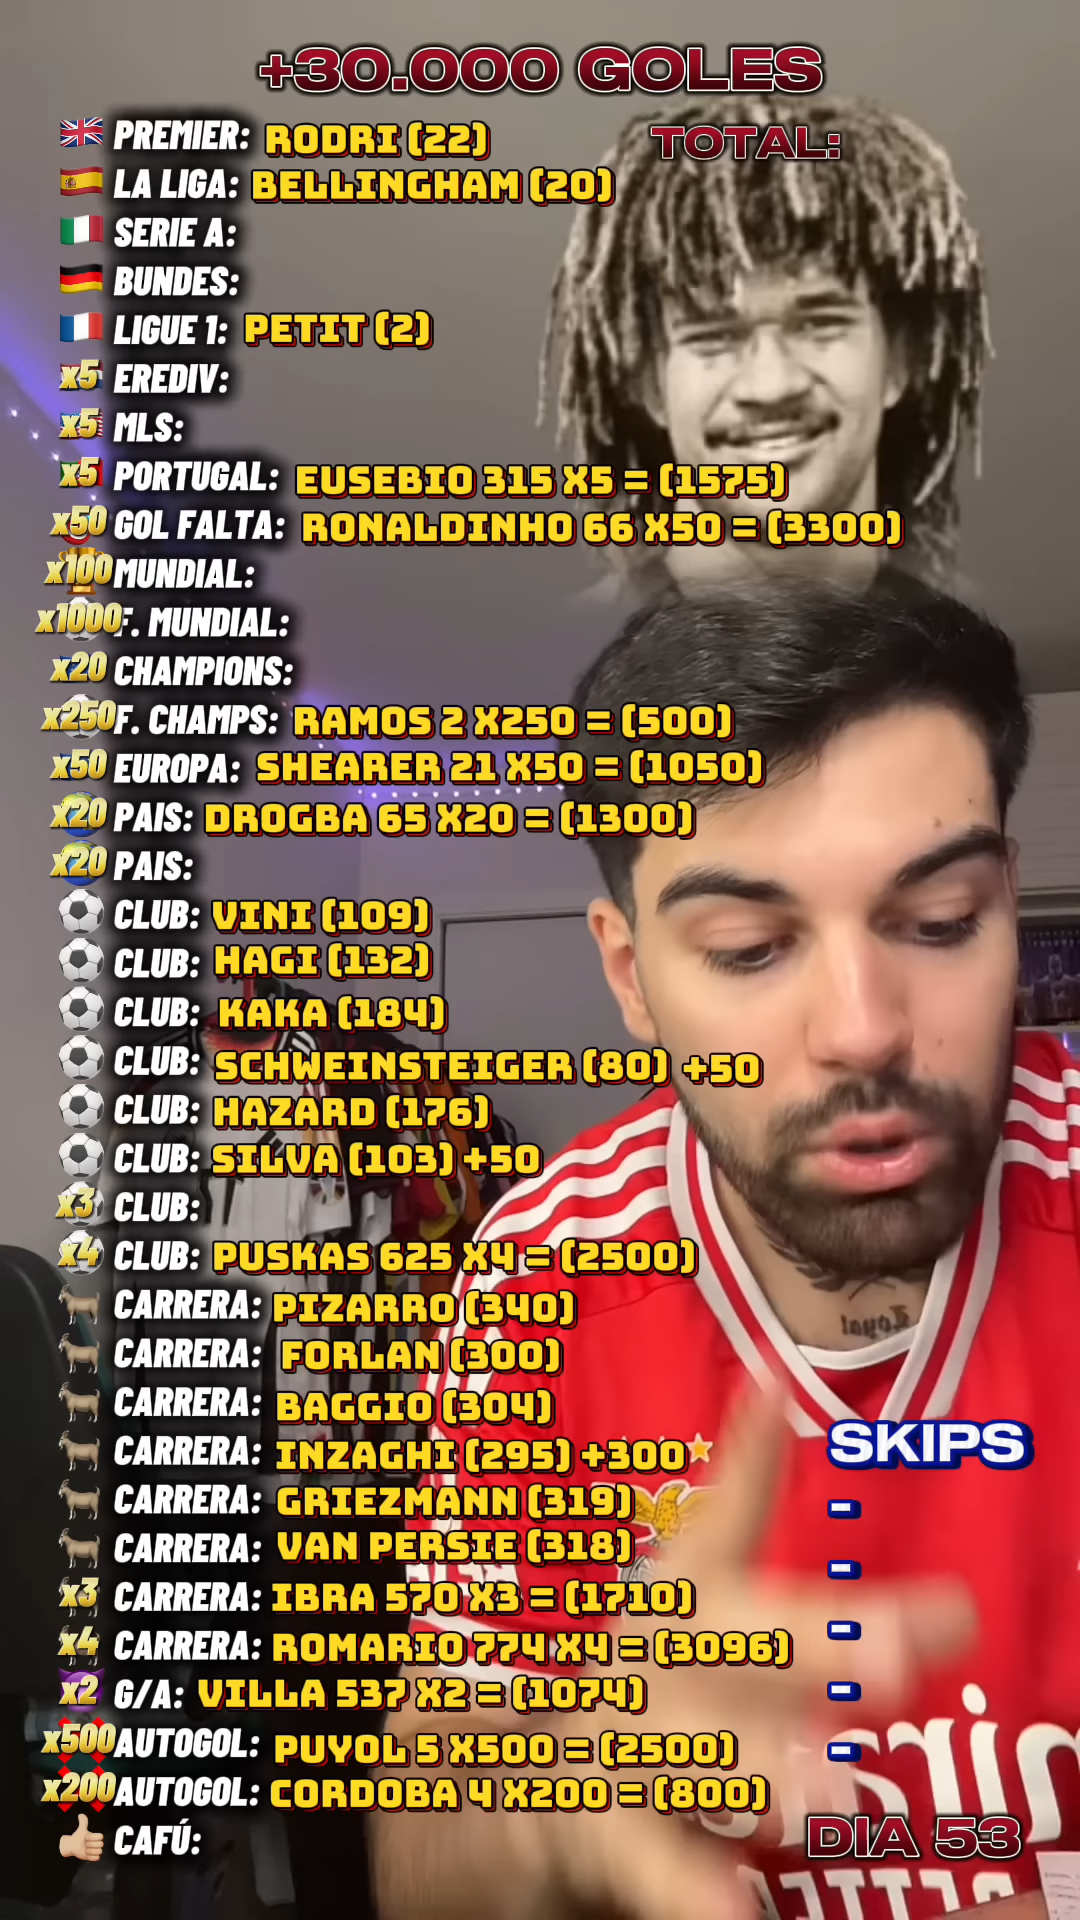 +30.000 GOLES
TOTAL:
PREMIER: RODRI (22)
LA LIGA: BELLINGHAM (20)
SERIE A:
BUNDES:
LIGUE 1: PETIT (2)
x5 EREDIV:
x5 MLS:
x5 PORTUGAL: EUSEBIO 315 X5 = (1575)
x50 GOL FALTA: RONALDINHO 66 X50 = (3300)
x100 MUNDIAL:
x1000 F. MUNDIAL:
x20 CHAMPIONS:
x250 F. CHAMPS: RAMOS 2 X250 = (500)
x50 EUROPA: SHEARER 21 X50 = (1050)
x20 PAIS: DROGBA 65 X20 = (1300)
x20 PAIS:
CLUB: VINI (109)
CLUB: HAGI (132)
CLUB: KAKA (184)
CLUB: SCHWEINSTEIGER (80) +50
CLUB: HAZARD (176)
CLUB: SILVA (103) +50
x3 CLUB:
x4 CLUB: PUSKAS 625 X4 = (2500)
CARRERA: PIZARRO (340)
CARRERA: FORLAN (300)
CARRERA: BAGGIO (304)
CARRERA: INZAGHI (295) +300
CARRERA: GRIEZMANN (319)
CARRERA: VAN PERSIE (318)
x3 CARRERA: IBRA 570 X3 = (1710)
x4 CARRERA: ROMARIO 774 X4 = (3096)
x2 G/A: VILLA 537 X2 = (1074)
x500 AUTOGOL: PUYOL 5 X500 = (2500)
x200 AUTOGOL: CORDOBA 4 X200 = (800)
CAFÚ:
SKIPS
-
-
-
-
-
DIA 53
Loyal